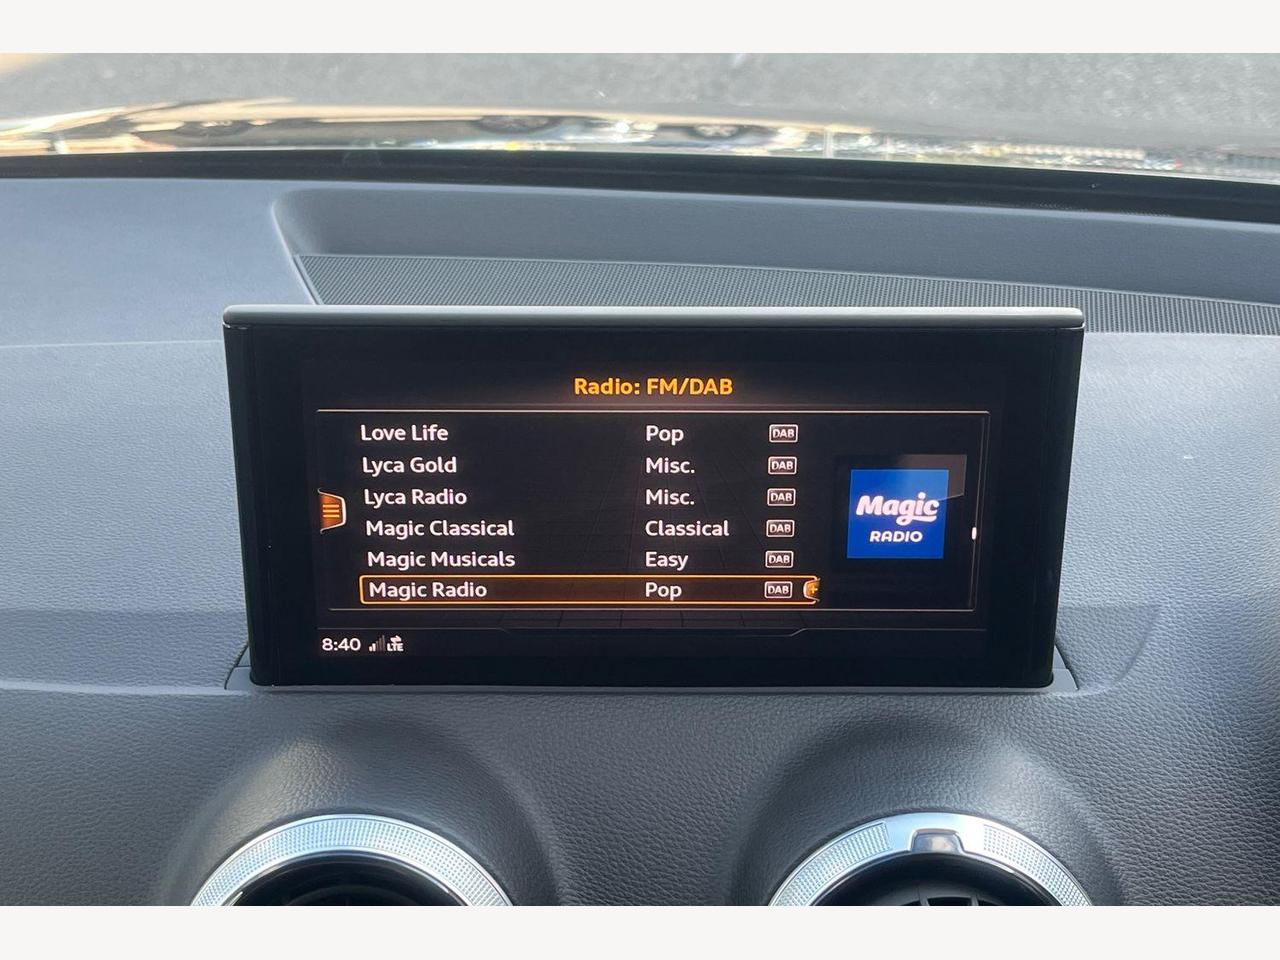 Radio: FM/DAB
Love Life Pop DAB
Lyca Gold Misc. DAB
Lyca Radio Misc. DAB
Magic Classical Classical DAB
Magic Musicals Easy DAB
Magic Radio Pop DAB
Magic
RADIO
8:40 LTE